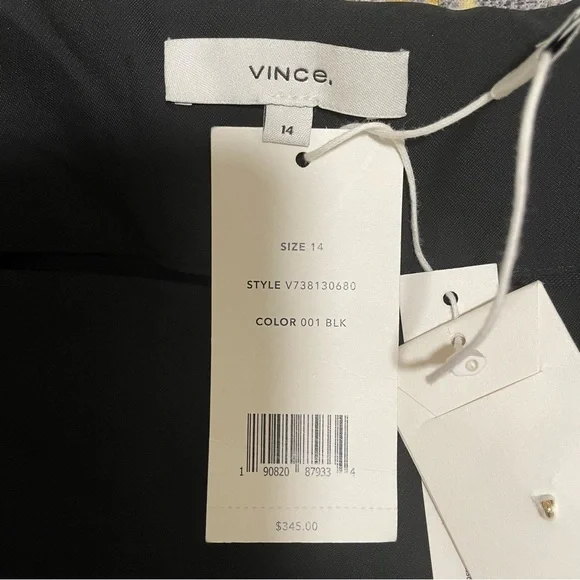 VINCe.
14
SIZE 14
STYLE V738130680
COLOR 001 BLK
1 90820 87933 4
$345.00